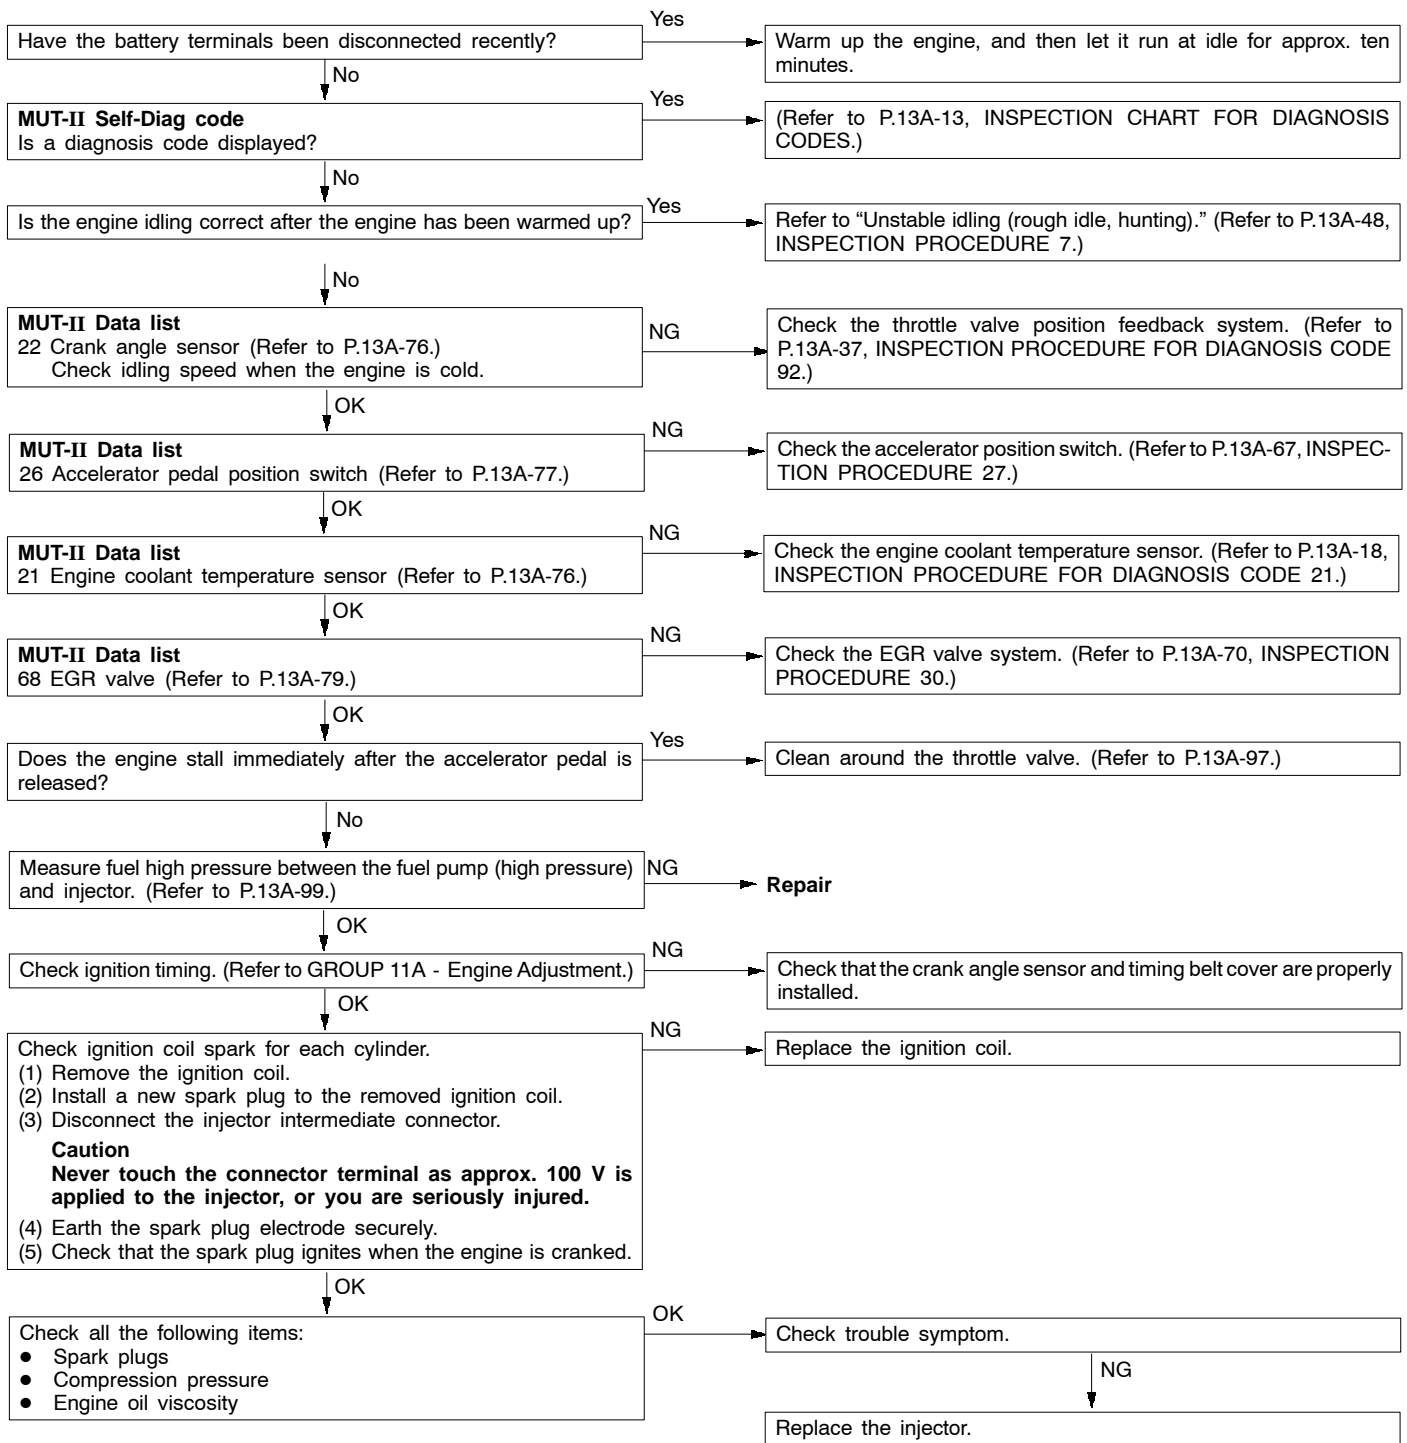 Yes
Have the battery terminals been disconnected recently?
Warm up the engine, and then let it run at idle for approx. ten
minutes.
No
Yes
MUT-II Self-Diag code
Is a diagnosis code displayed?
(Refer to P.13A-13, INSPECTION CHART FOR DIAGNOSIS
CODES.)
No
Yes
Is the engine idling correct after the engine has been warmed up?
Refer to “Unstable idling (rough idle, hunting).” (Refer to P.13A-48,
INSPECTION PROCEDURE 7.)
No
MUT-II Data list
22 Crank angle sensor (Refer to P.13A-76.)
Check idling speed when the engine is cold.
NG
Check the throttle valve position feedback system. (Refer to
P.13A-37, INSPECTION PROCEDURE FOR DIAGNOSIS CODE
92.)
OK
NG
MUT-II Data list
26 Accelerator pedal position switch (Refer to P.13A-77.)
Check the accelerator position switch. (Refer to P.13A-67, INSPEC-
TION PROCEDURE 27.)
OK
NG
MUT-II Data list
21 Engine coolant temperature sensor (Refer to P.13A-76.)
Check the engine coolant temperature sensor. (Refer to P.13A-18,
INSPECTION PROCEDURE FOR DIAGNOSIS CODE 21.)
OK
NG
MUT-II Data list
68 EGR valve (Refer to P.13A-79.)
Check the EGR valve system. (Refer to P.13A-70, INSPECTION
PROCEDURE 30.)
OK
Yes
Does the engine stall immediately after the accelerator pedal is
released?
Clean around the throttle valve. (Refer to P.13A-97.)
No
Measure fuel high pressure between the fuel pump (high pressure)
and injector. (Refer to P.13A-99.)
NG
Repair
OK
NG
Check ignition timing. (Refer to GROUP 11A - Engine Adjustment.)
Check that the crank angle sensor and timing belt cover are properly
installed.
OK
NG
Check ignition coil spark for each cylinder.
(1) Remove the ignition coil.
(2) Install a new spark plug to the removed ignition coil.
(3) Disconnect the injector intermediate connector.
Caution
Never touch the connector terminal as approx. 100 V is
applied to the injector, or you are seriously injured.
(4) Earth the spark plug electrode securely.
(5) Check that the spark plug ignites when the engine is cranked.
Replace the ignition coil.
OK
OK
Check all the following items:
● Spark plugs
● Compression pressure
● Engine oil viscosity
Check trouble symptom.
NG
Replace the injector.